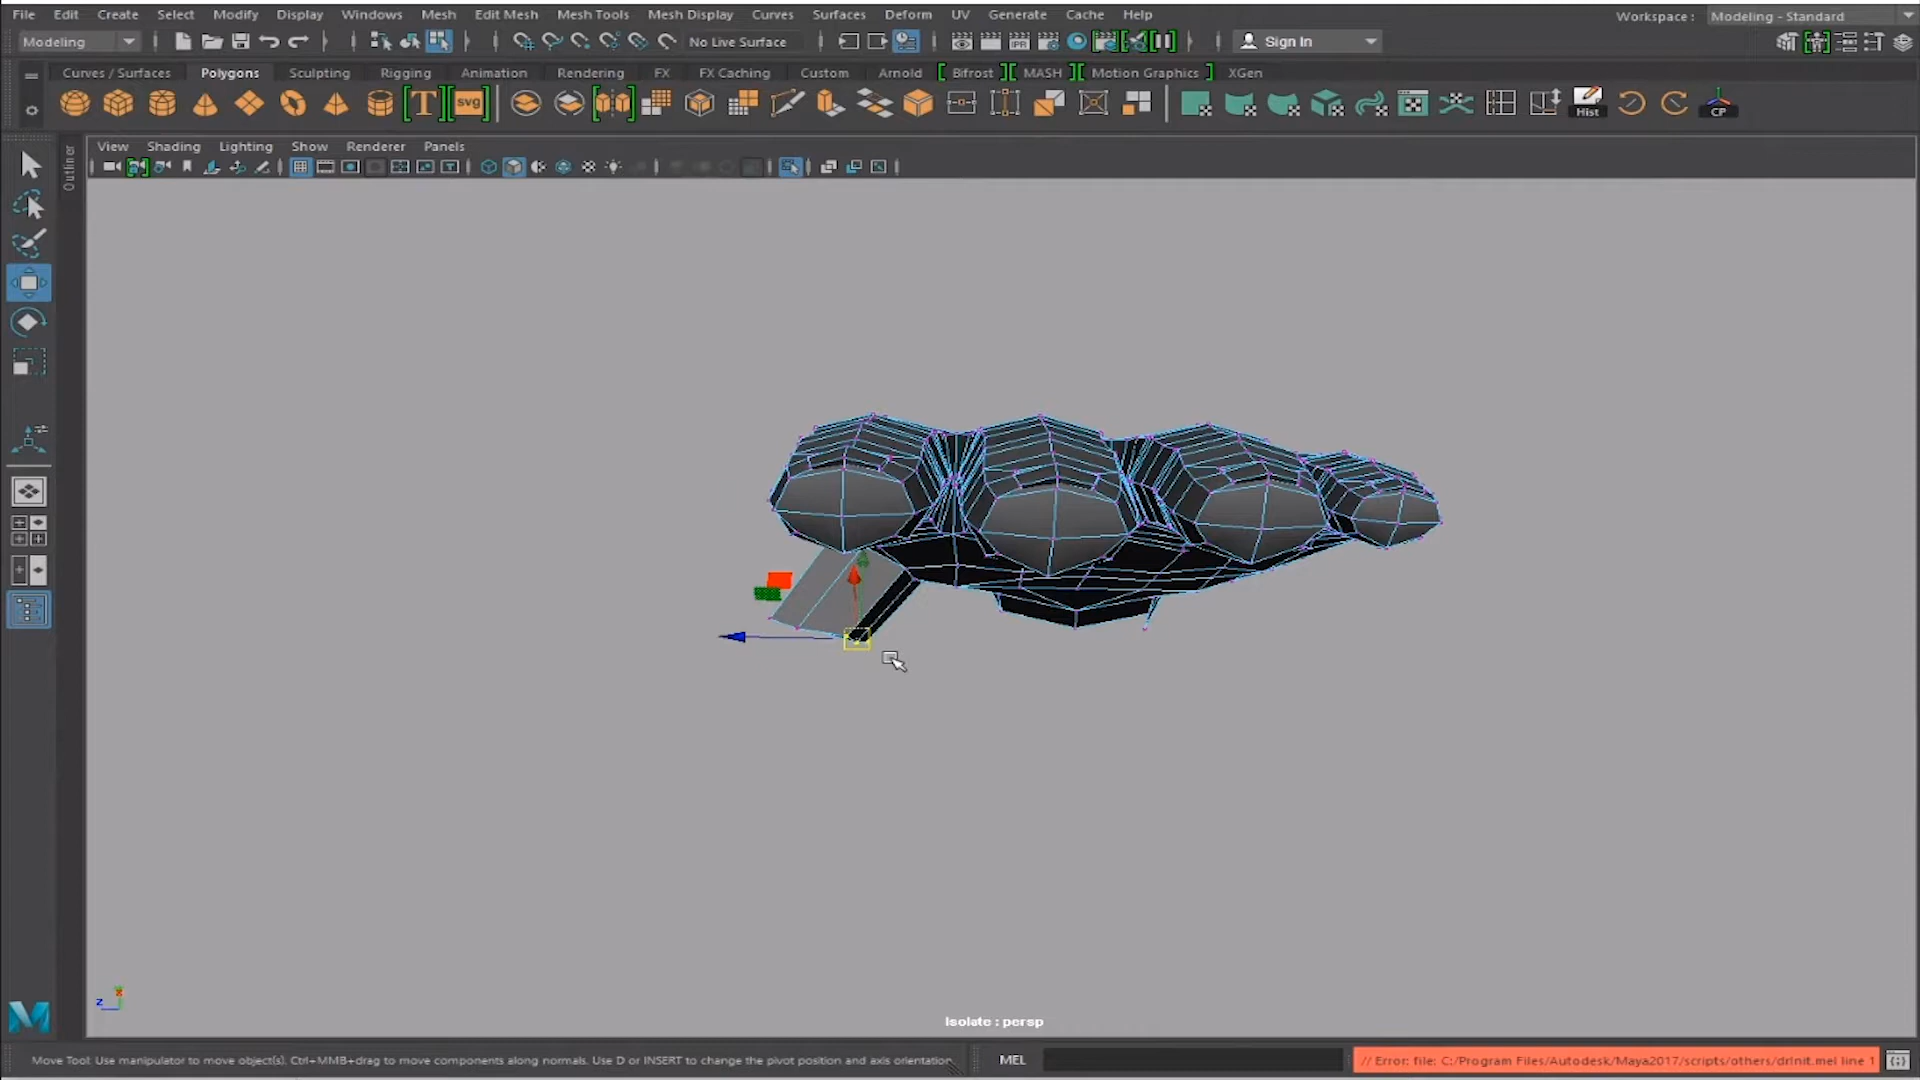 File Edit Create Select Modify Display Windows Mesh Edit Mesh Mesh Tools Mesh Display Curves Surfaces Deform UV Generate Cache Help Workspace : Modeling - Standard
Modeling No Live Surface Sign In
Curves / Surfaces Polygons Sculpting Rigging Animation Rendering FX FX Caching Custom Arnold Bifrost MASH Motion Graphics XGen
T svg Hist CP
IPR
View Shading Lighting Show Renderer Panels
Outliner
z
Isolate : persp
M
Move Tool: Use manipulator to move object(s). Ctrl+MMB+drag to move components along normals. Use D or INSERT to change the pivot position and axis orientation. MEL // Error: file: C:/Program Files/Autodesk/Maya2017/scripts/others/drInit.mel line 1